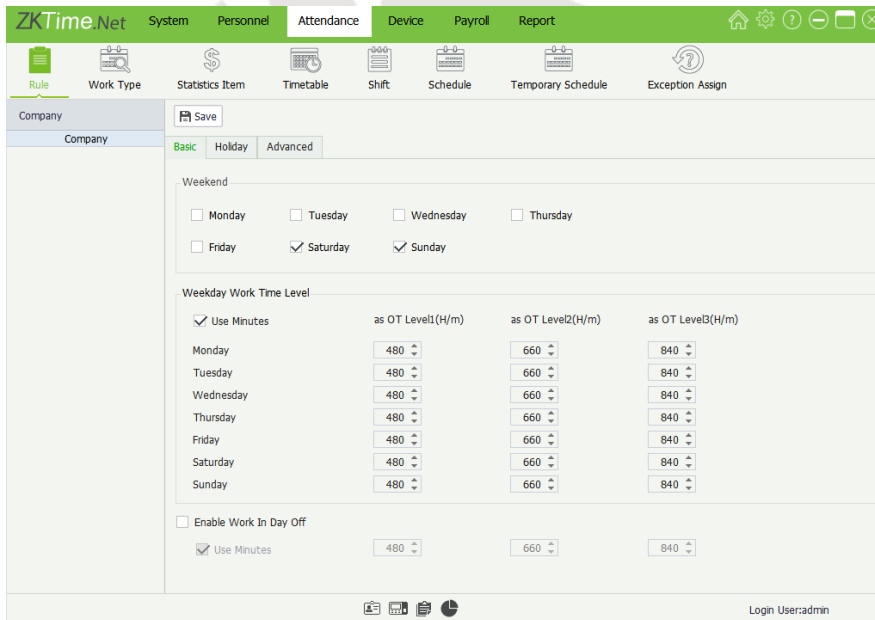 ZKTime.Net System Personnel Attendance Device Payroll Report
Rule Work Type Statistics Item Timetable Shift Schedule Temporary Schedule Exception Assign
Company
Save
Company
Basic Holiday Advanced
Weekend
Monday Tuesday Wednesday Thursday
Friday Saturday Sunday
Weekday Work Time Level
Use Minutes as OT Level1(H/m) as OT Level2(H/m) as OT Level3(H/m)
Monday 480 660 840
Tuesday 480 660 840
Wednesday 480 660 840
Thursday 480 660 840
Friday 480 660 840
Saturday 480 660 840
Sunday 480 660 840
Enable Work In Day Off
Use Minutes 480 660 840
Login User:admin